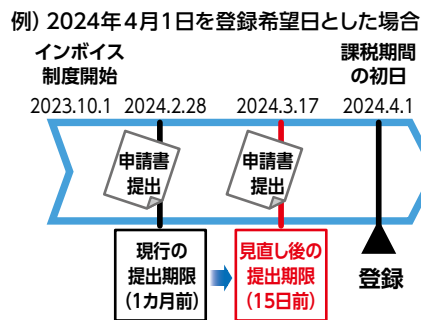 例）2024年4月1日を登録希望日とした場合
インボイス
制度開始
課税期間
の初日
2023.10.1
2024.2.28
2024.3.17
2024.4.1
申請書
提出
申請書
提出
現行の
提出期限
(1カ月前)
見直し後の
提出期限
(15日前)
登録